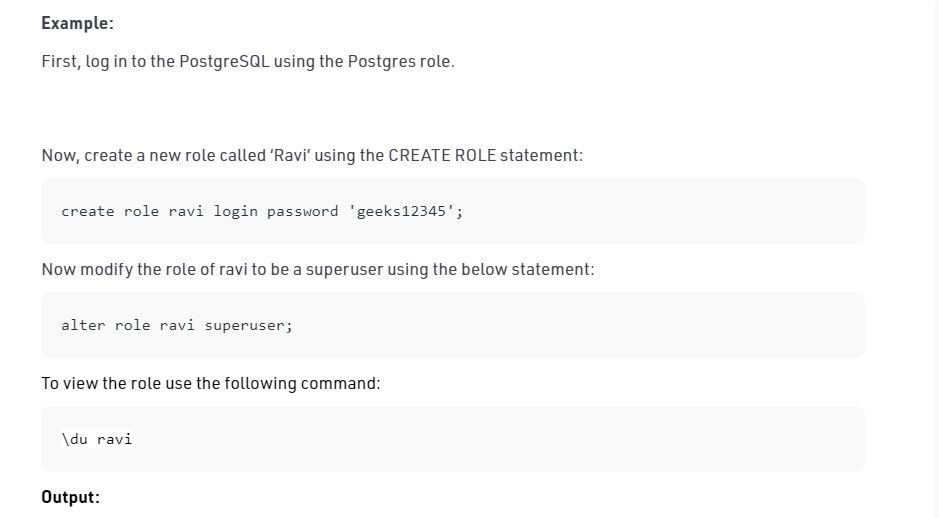 Example:
First, log in to the PostgreSQL using the Postgres role.
Now, create a new role called ‘Ravi’ using the CREATE ROLE statement:
create role ravi login password 'geeks12345';
Now modify the role of ravi to be a superuser using the below statement:
alter role ravi superuser;
To view the role use the following command:
\du ravi
Output: